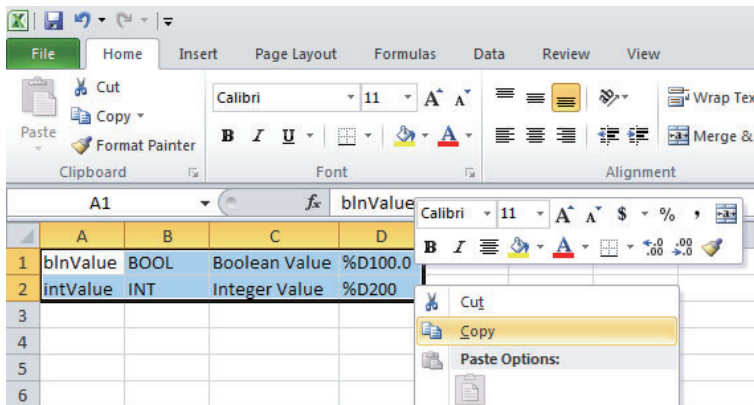 File Home Insert Page Layout Formulas Data Review View
Cut
Copy
Format Painter
Paste
Clipboard
Calibri 11 A A
B I U A
Font
Wrap Tex
Merge &
Alignment
A1 fx blnValue
Calibri 11 A A $ % ,
B I A .00 .00
A B C D
1 blnValue BOOL Boolean Value %D100.0
2 intValue INT Integer Value %D200
3
4
5
6
Cut
Copy
Paste Options: